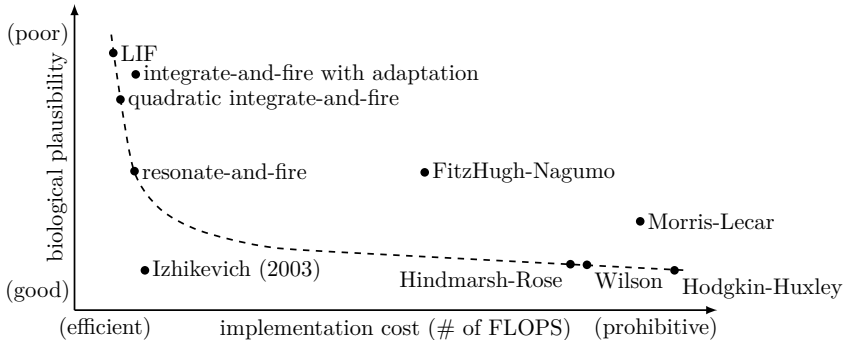 (poor)
LIF
integrate-and-fire with adaptation
quadratic integrate-and-fire
biological plausibility
resonate-and-fire
FitzHugh-Nagumo
Morris-Lecar
Izhikevich (2003)
Hindmarsh-Rose
Wilson
Hodgkin-Huxley
(good)
(efficient)
implementation cost (# of FLOPS)
(prohibitive)